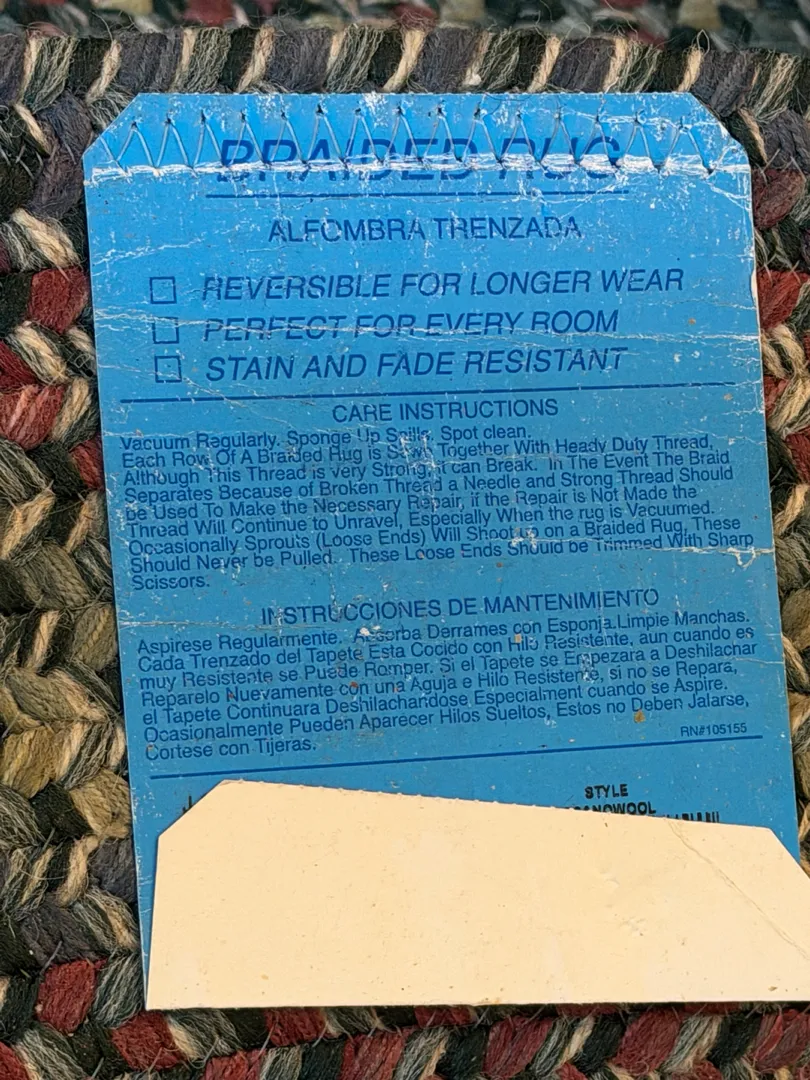 BRAIDED RUG
ALFOMBRA TRENZADA
REVERSIBLE FOR LONGER WEAR
PERFECT FOR EVERY ROOM
STAIN AND FADE RESISTANT
CARE INSTRUCTIONS
Vacuum Regularly. Sponge Up Spills. Spot clean.
Each Row Of A Braided Rug is Sewn Together With Heady Duty Thread,
Although This Thread is very Strong it can Break. In The Event The Braid
Separates Because of Broken Thread a Needle and Strong Thread Should
be Used To Make the Necessary Repair, if the Repair is Not Made the
Thread Will Continue to Unravel, Especially When the rug is Vacuumed.
Occasionally Sprouts (Loose Ends) Will Shoot up on a Braided Rug, These
Should Never be Pulled. These Loose Ends Should be Trimmed With Sharp
Scissors.
INSTRUCCIONES DE MANTENIMIENTO
Aspirese Regularmente. Absorba Derrames con Esponja.Limpie Manchas.
Cada Trenzado del Tapete Esta Cocido con Hilo Resistente, aun cuando es
muy Resistente se Puede Romper. Si el Tapete se Empezara a Deshilachar
Reparelo Nuevamente con una Aguja e Hilo Resistente, si no se Repara,
el Tapete Continuara Deshilachandose Especialment cuando se Aspire.
Ocasionalmente Pueden Aparecer Hilos Sueltos, Estos no Deben Jalarse,
Cortese con Tijeras.
RN#105155
STYLE